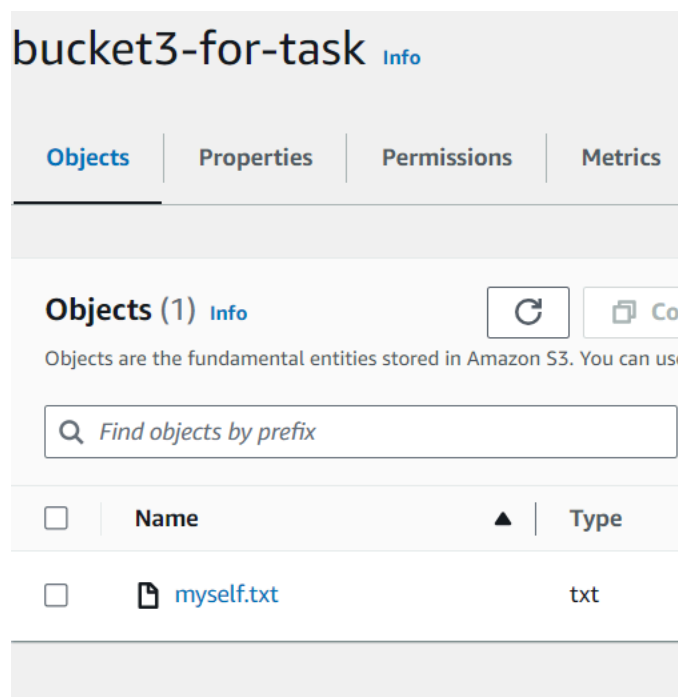 bucket3-for-task Info
Objects Properties Permissions Metrics
Objects (1) Info
Co
Objects are the fundamental entities stored in Amazon S3. You can us
Find objects by prefix
Name Type
myself.txt txt